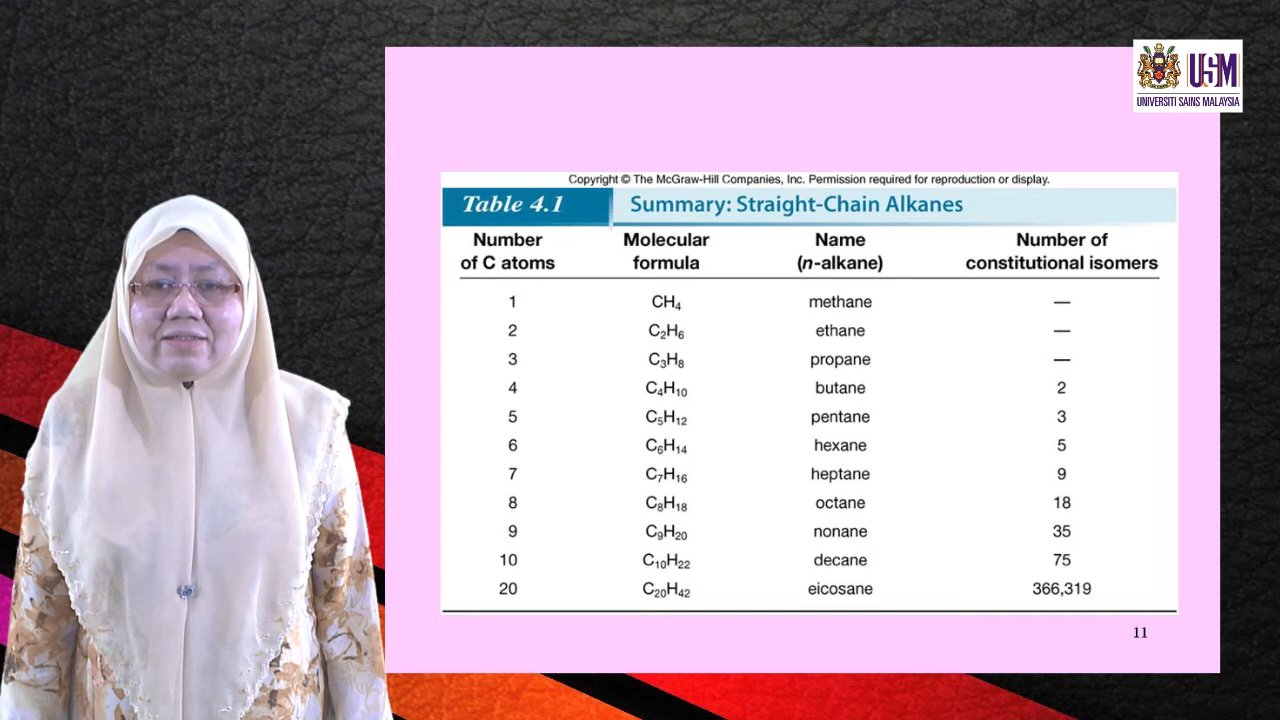 USM
UNIVERSITI SAINS MALAYSIA
Copyright © The McGraw-Hill Companies, Inc. Permission required for reproduction or display.
Table 4.1 Summary: Straight-Chain Alkanes
Number of C atoms Molecular formula Name (n-alkane) Number of constitutional isomers
1 CH₄ methane —
2 C₂H₆ ethane —
3 C₃H₈ propane —
4 C₄H₁₀ butane 2
5 C₅H₁₂ pentane 3
6 C₆H₁₄ hexane 5
7 C₇H₁₆ heptane 9
8 C₈H₁₈ octane 18
9 C₉H₂₀ nonane 35
10 C₁₀H₂₂ decane 75
20 C₂₀H₄₂ eicosane 366,319
11